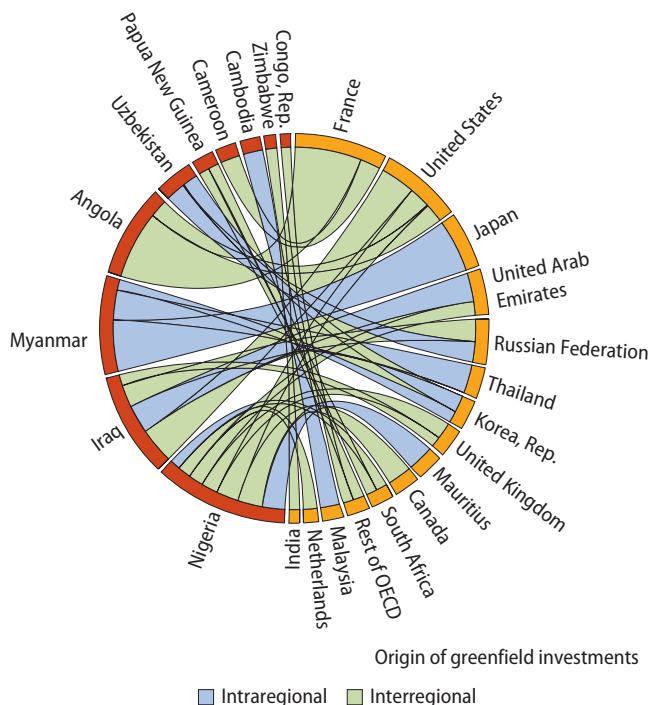 Papua New Guinea
Cameroon
Cambodia
Zimbabwe
Congo, Rep.
France
United States
Japan
United Arab
Emirates
Russian Federation
Thailand
Korea, Rep.
United Kingdom
Mauritius
Canada
South Africa
Rest of OECD
Malaysia
Netherlands
India
Nigeria
Iraq
Myanmar
Angola
Uzbekistan
Origin of greenfield investments
Intraregional Interregional